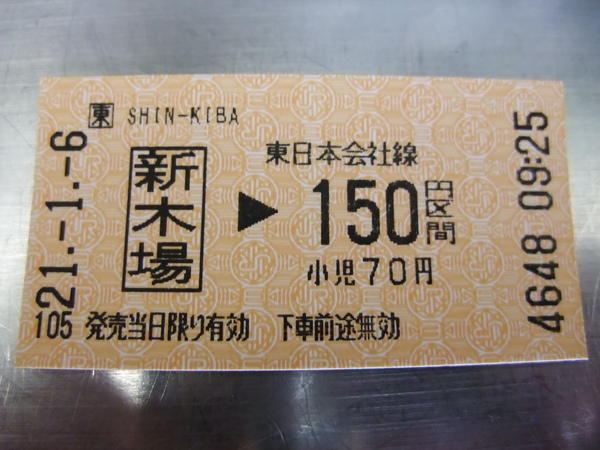 東 SHIN-KIBA
新木場
東日本会社線
▶ 150円区間
小児70円
21.-1.-6
105 発売当日限り有効 下車前途無効
4648 09:25